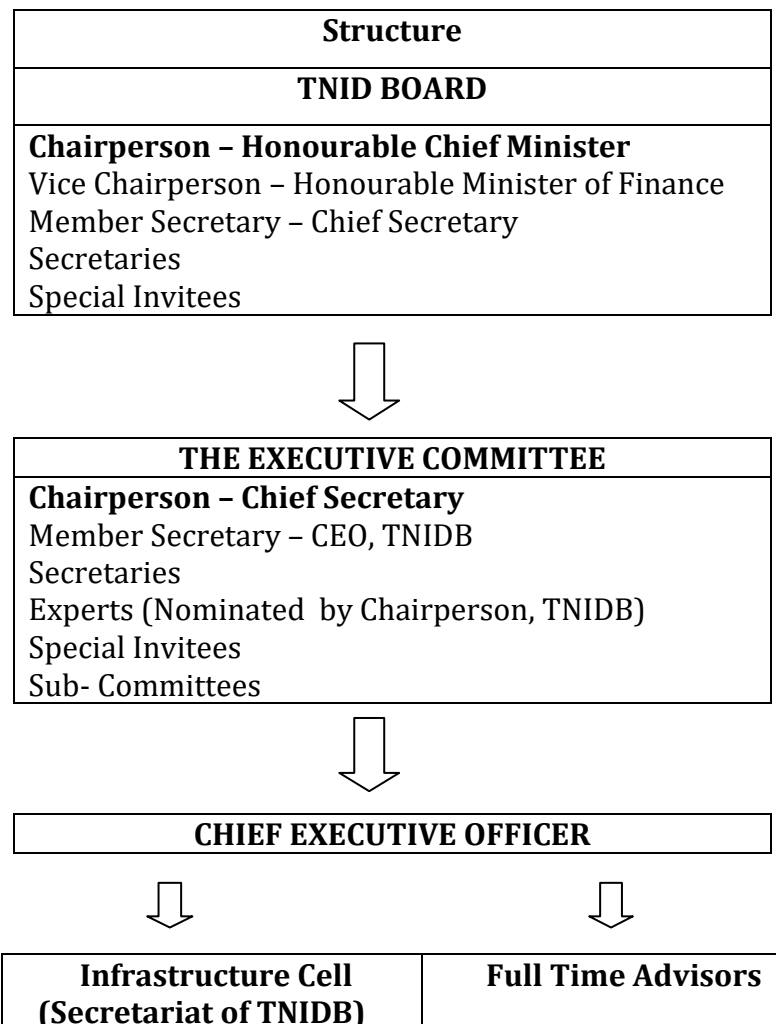 Structure
TNID BOARD
Chairperson – Honourable Chief Minister
Vice Chairperson – Honourable Minister of Finance
Member Secretary – Chief Secretary
Secretaries
Special Invitees
THE EXECUTIVE COMMITTEE
Chairperson – Chief Secretary
Member Secretary – CEO, TNIDB
Secretaries
Experts (Nominated by Chairperson, TNIDB)
Special Invitees
Sub- Committees
CHIEF EXECUTIVE OFFICER
Infrastructure Cell
(Secretariat of TNIDB)
Full Time Advisors